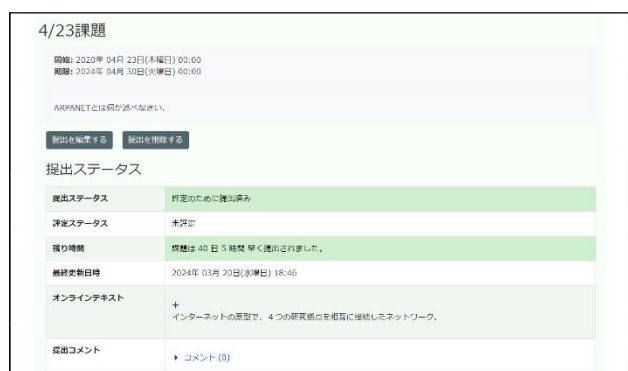 4/23課題
開始: 2020年 04月 23日(木曜日) 00:00
期限: 2024年 04月 30日(火曜日) 00:00
ARPANETとは何か述べなさい。
提出を編集する 提出を削除する
提出ステータス
提出ステータス 評定のために提出済み
評定ステータス 未評定
残り時間 課題は 40 日 5 時間 早く提出されました。
最終更新日時 2024年 03月 20日(水曜日) 18:46
オンラインテキスト +
インターネットの原型で、4つの研究拠点を相互に接続したネットワーク。
提出コメント ▸ コメント (0)